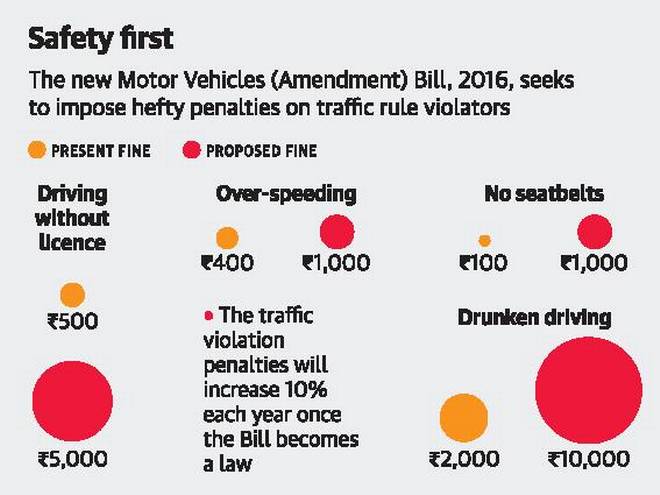 Safety first
The new Motor Vehicles (Amendment) Bill, 2016, seeks
to impose hefty penalties on traffic rule violators
PRESENT FINE PROPOSED FINE
Driving
without
licence
₹500
₹5,000
Over-speeding
₹400 ₹1,000
• The traffic
violation
penalties will
increase 10%
each year once
the Bill becomes
a law
No seatbelts
₹100 ₹1,000
Drunken driving
₹2,000 ₹10,000